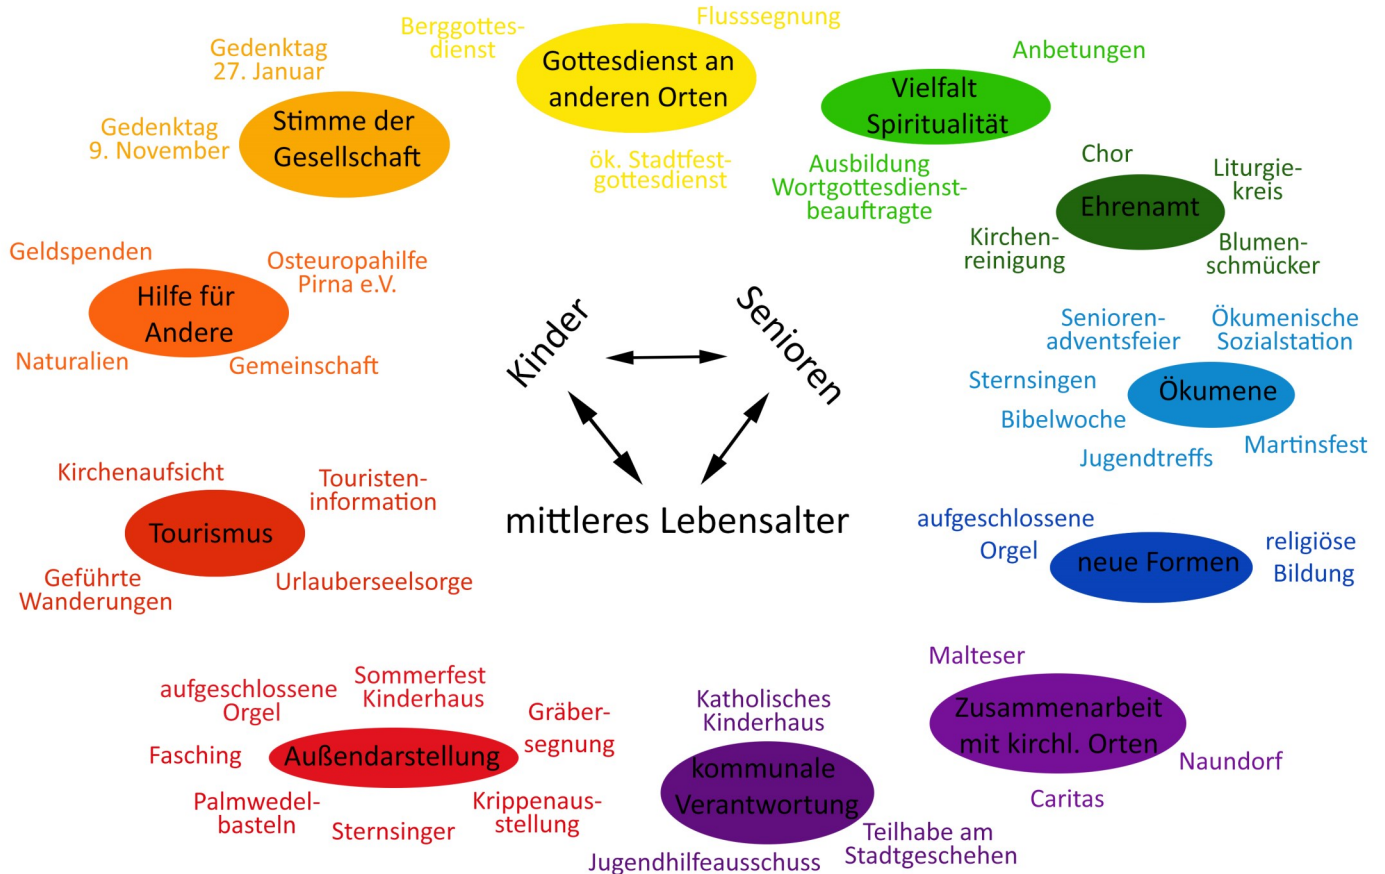 Gedenktag
27. Januar
Gedenktag
9. November
Stimme der
Gesellschaft
Berggottes-
dienst
Flusssegnung
Gottesdienst an
anderen Orten
ök. Stadtfest-
gottesdienst
Anbetungen
Vielfalt
Spiritualität
Ausbildung
Wortgottesdienst-
beauftragte
Chor
Liturgie-
kreis
Ehrenamt
Kirchen-
reinigung
Blumen-
schmücker
Geldspenden
Osteuropahilfe
Pirna e.V.
Hilfe für
Andere
Naturalien
Gemeinschaft
Kinder
Senioren
mittleres Lebensalter
Senioren-
adventsfeier
Ökumenische
Sozialstation
Sternsingen
Ökumene
Bibelwoche
Jugendtreffs
Martinsfest
Kirchenaufsicht
Touristen-
information
Tourismus
Geführte
Wanderungen
Urlauberseelsorge
aufgeschlossene
Orgel
neue Formen
religiöse
Bildung
aufgeschlossene
Orgel
Sommerfest
Kinderhaus
Gräber-
segnung
Fasching
Außendarstellung
Palmwedel-
basteln
Sternsinger
Krippenaus-
stellung
Katholisches
Kinderhaus
kommunale
Verantwortung
Jugendhilfeausschuss
Teilhabe am
Stadtgeschehen
Malteser
Zusammenarbeit
mit kirchl. Orten
Naundorf
Caritas